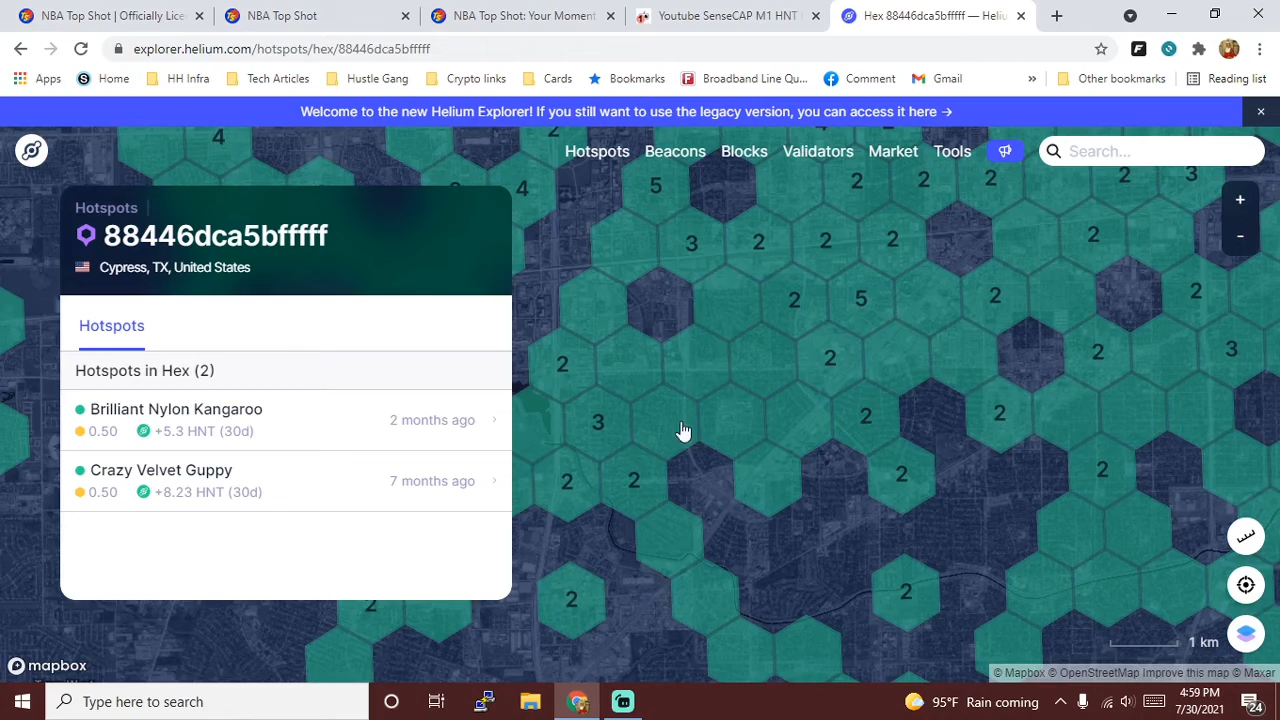 NBA Top Shot | Officially Lice
NBA Top Shot
NBA Top Shot: Your Moment
Youtube SenseCAP M1 HNT
Hex 88446dca5bfffff — Heliu
explorer.helium.com/hotspots/hex/88446dca5bfffff
Apps
Home
HH Infra
Tech Articles
Hustle Gang
Crypto links
Cards
Bookmarks
Breadband Line Qu...
Comment
Gmail
»
Other bookmarks
Reading list
Welcome to the new Helium Explorer! If you still want to use the legacy version, you can access it here →
Hotspots
Beacons
Blocks
Validators
Market
Tools
Search...
4
2
4
5
2
2
2
2
3
+
-
Hotspots
88446dca5bfffff
Cypress, TX, United States
3
2
2
2
2
2
5
2
2
Hotspots
2
2
2
3
Hotspots in Hex (2)
Brilliant Nylon Kangaroo
0.50 +5.3 HNT (30d)
2 months ago
3
2
2
Crazy Velvet Guppy
0.50 +8.23 HNT (30d)
7 months ago
2
2
2
2
2
2
2
1 km
mapbox
© Mapbox © OpenStreetMap Improve this map © Maxar
Type here to search
95°F Rain coming
4:59 PM
7/30/2021
24